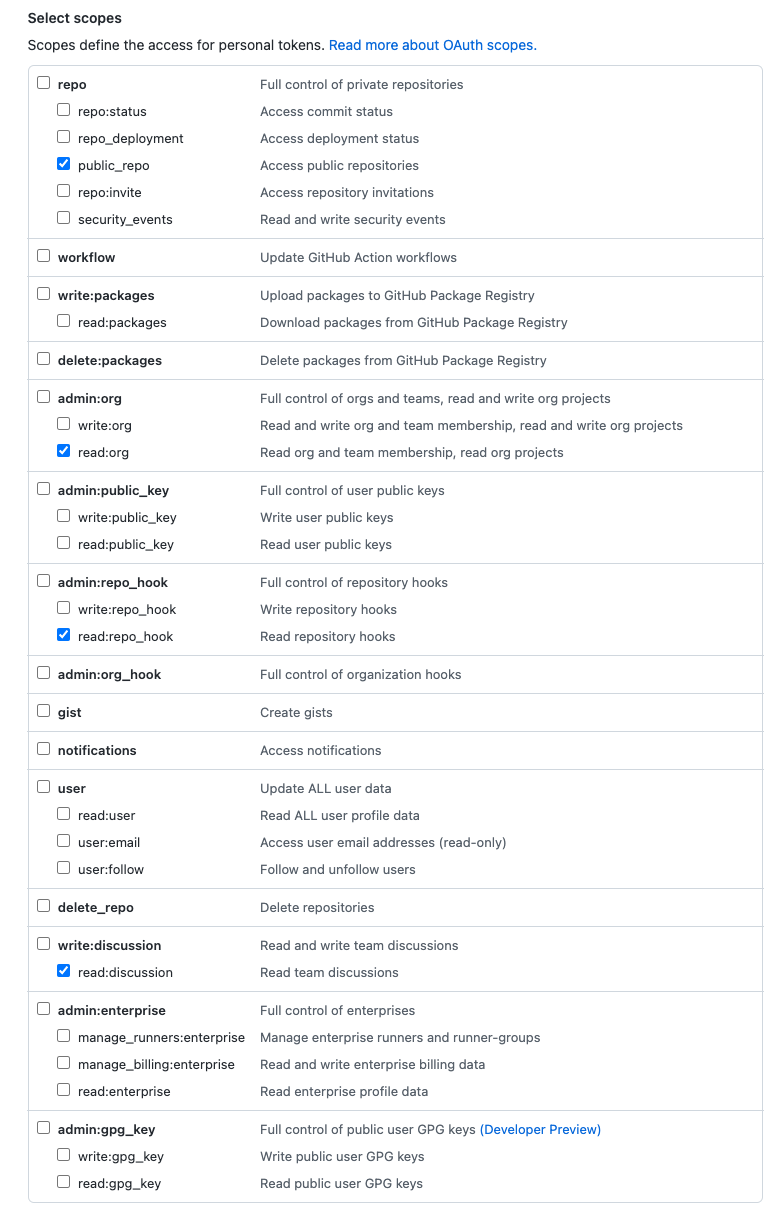 Select scopes
Scopes define the access for personal tokens. Read more about OAuth scopes.
repo Full control of private repositories
repo:status Access commit status
repo_deployment Access deployment status
public_repo Access public repositories
repo:invite Access repository invitations
security_events Read and write security events
workflow Update GitHub Action workflows
write:packages Upload packages to GitHub Package Registry
read:packages Download packages from GitHub Package Registry
delete:packages Delete packages from GitHub Package Registry
admin:org Full control of orgs and teams, read and write org projects
write:org Read and write org and team membership, read and write org projects
read:org Read org and team membership, read org projects
admin:public_key Full control of user public keys
write:public_key Write user public keys
read:public_key Read user public keys
admin:repo_hook Full control of repository hooks
write:repo_hook Write repository hooks
read:repo_hook Read repository hooks
admin:org_hook Full control of organization hooks
gist Create gists
notifications Access notifications
user Update ALL user data
read:user Read ALL user profile data
user:email Access user email addresses (read-only)
user:follow Follow and unfollow users
delete_repo Delete repositories
write:discussion Read and write team discussions
read:discussion Read team discussions
admin:enterprise Full control of enterprises
manage_runners:enterprise Manage enterprise runners and runner-groups
manage_billing:enterprise Read and write enterprise billing data
read:enterprise Read enterprise profile data
admin:gpg_key Full control of public user GPG keys (Developer Preview)
write:gpg_key Write public user GPG keys
read:gpg_key Read public user GPG keys